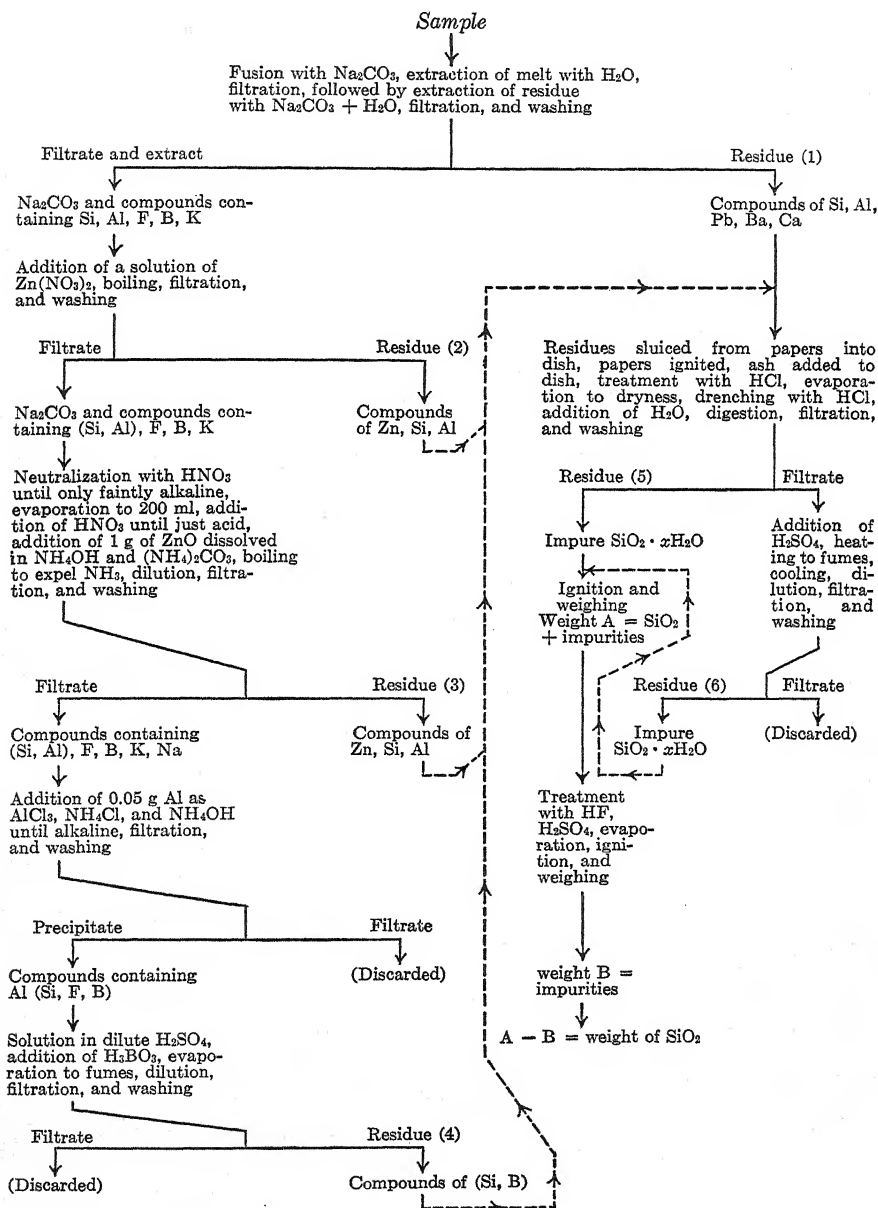 Sample
Fusion with Na2CO3, extraction of melt with H2O,
filtration, followed by extraction of residue
with Na2CO3 + H2O, filtration, and washing
Filtrate and extract
Residue (1)
Na2CO3 and compounds con-
taining Si, Al, F, B, K
Compounds of Si, Al,
Pb, Ba, Ca
Addition of a solution of
Zn(NO3)2, boiling, filtration,
and washing
Filtrate
Residue (2)
Na2CO3 and compounds con-
taining (Si, Al), F, B, K
Compounds
of Zn, Si, Al
Residues sluiced from papers into
dish, papers ignited, ash added to
dish, treatment with HCl, evapora-
tion to dryness, drenching with HCl,
addition of H2O, digestion, filtration,
and washing
Neutralization with HNO3
until only faintly alkaline,
evaporation to 200 ml, addi-
tion of HNO3 until just acid,
addition of 1 g of ZnO dissolved
in NH4OH and (NH4)2CO3, boiling
to expel NH3, dilution, filtra-
tion, and washing
Residue (5)
Filtrate
Impure SiO2 · xH2O
Addition of
H2SO4, heat-
ing to fumes,
cooling, di-
lution, filtra-
tion, and
washing
Ignition and
weighing
Weight A = SiO2
+ impurities
Filtrate
Residue (3)
Residue (6)
Filtrate
Compounds containing
(Si, Al), F, B, K, Na
Compounds of
Zn, Si, Al
Impure
SiO2 · xH2O
(Discarded)
Addition of 0.05 g Al as
AlCl3, NH4Cl, and NH4OH
until alkaline, filtration,
and washing
Treatment
with HF,
H2SO4, evapo-
ration, igni-
tion, and
weighing
Precipitate
Filtrate
Compounds containing
Al (Si, F, B)
(Discarded)
weight B =
impurities
Solution in dilute H2SO4,
addition of H3BO3, evapo-
ration to fumes, dilution,
filtration, and washing
A − B = weight of SiO2
Filtrate
Residue (4)
(Discarded)
Compounds of (Si, B)